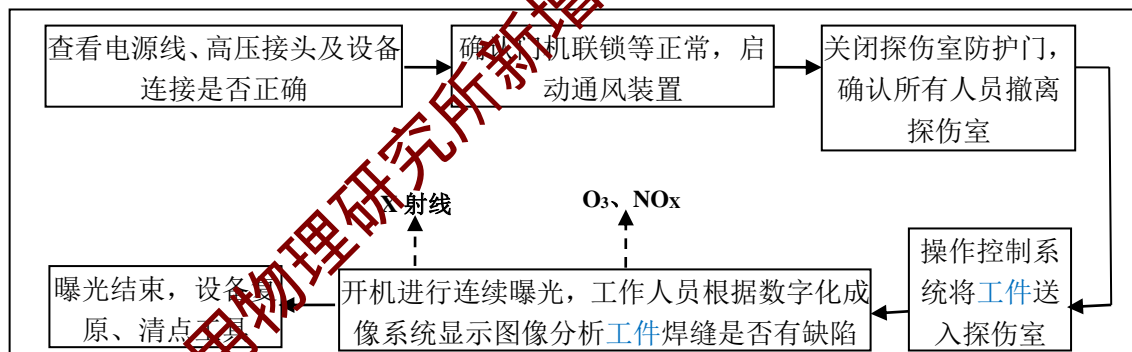 查看电源线、高压接头及设备
连接是否正确
确认门机联锁等正常，启
动通风装置
关闭探伤室防护门，
确认所有人员撤离
探伤室
操作控制系
统将工件送
入探伤室
X 射线
O₃、NOx
开机进行连续曝光，工作人员根据数字化成
像系统显示图像分析工件焊缝是否有缺陷
曝光结束，设备复
原、清点工具
用物理研究所新增